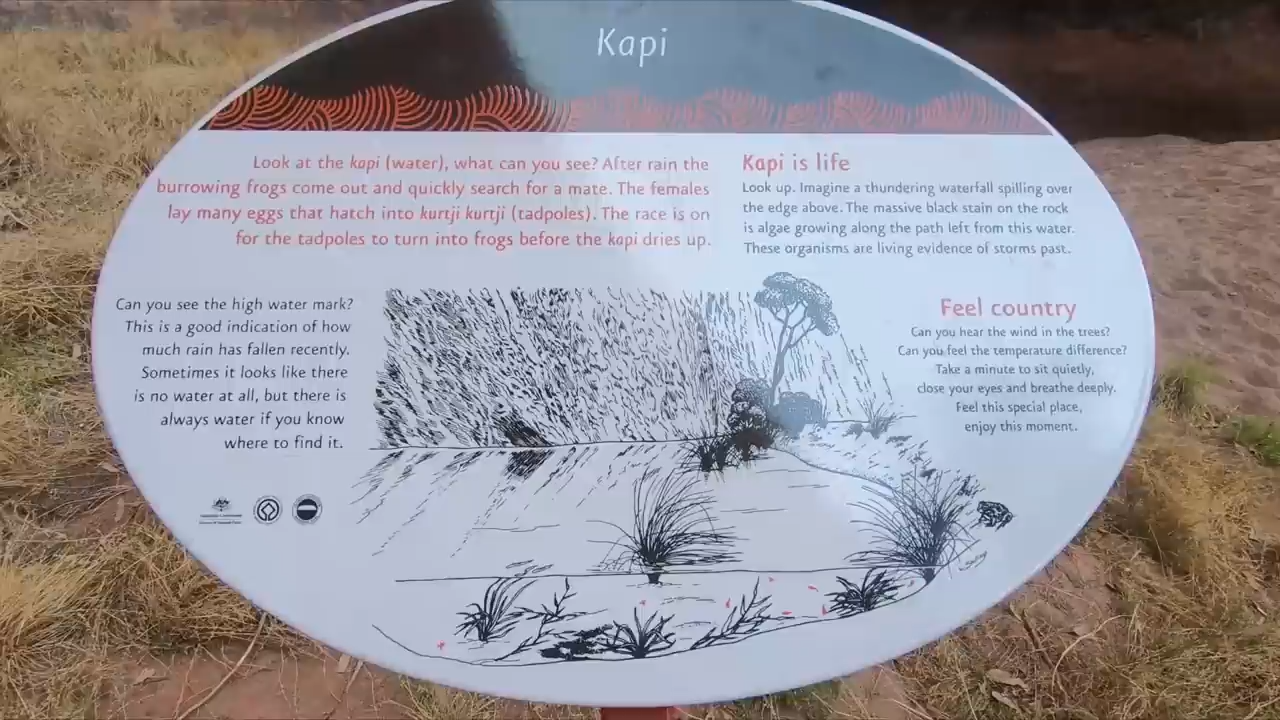 Kapi
Look at the kapi (water), what can you see? After rain the
burrowing frogs come out and quickly search for a mate. The females
lay many eggs that hatch into kurtji kurtji (tadpoles). The race is on
for the tadpoles to turn into frogs before the kapi dries up.
Kapi is life
Look up. Imagine a thundering waterfall spilling over
the edge above. The massive black stain on the rock
is algae growing along the path left from this water.
These organisms are living evidence of storms past.
Can you see the high water mark?
This is a good indication of how
much rain has fallen recently.
Sometimes it looks like there
is no water at all, but there is
always water if you know
where to find it.
Feel country
Can you hear the wind in the trees?
Can you feel the temperature difference?
Take a minute to sit quietly,
close your eyes and breathe deeply.
Feel this special place,
enjoy this moment.